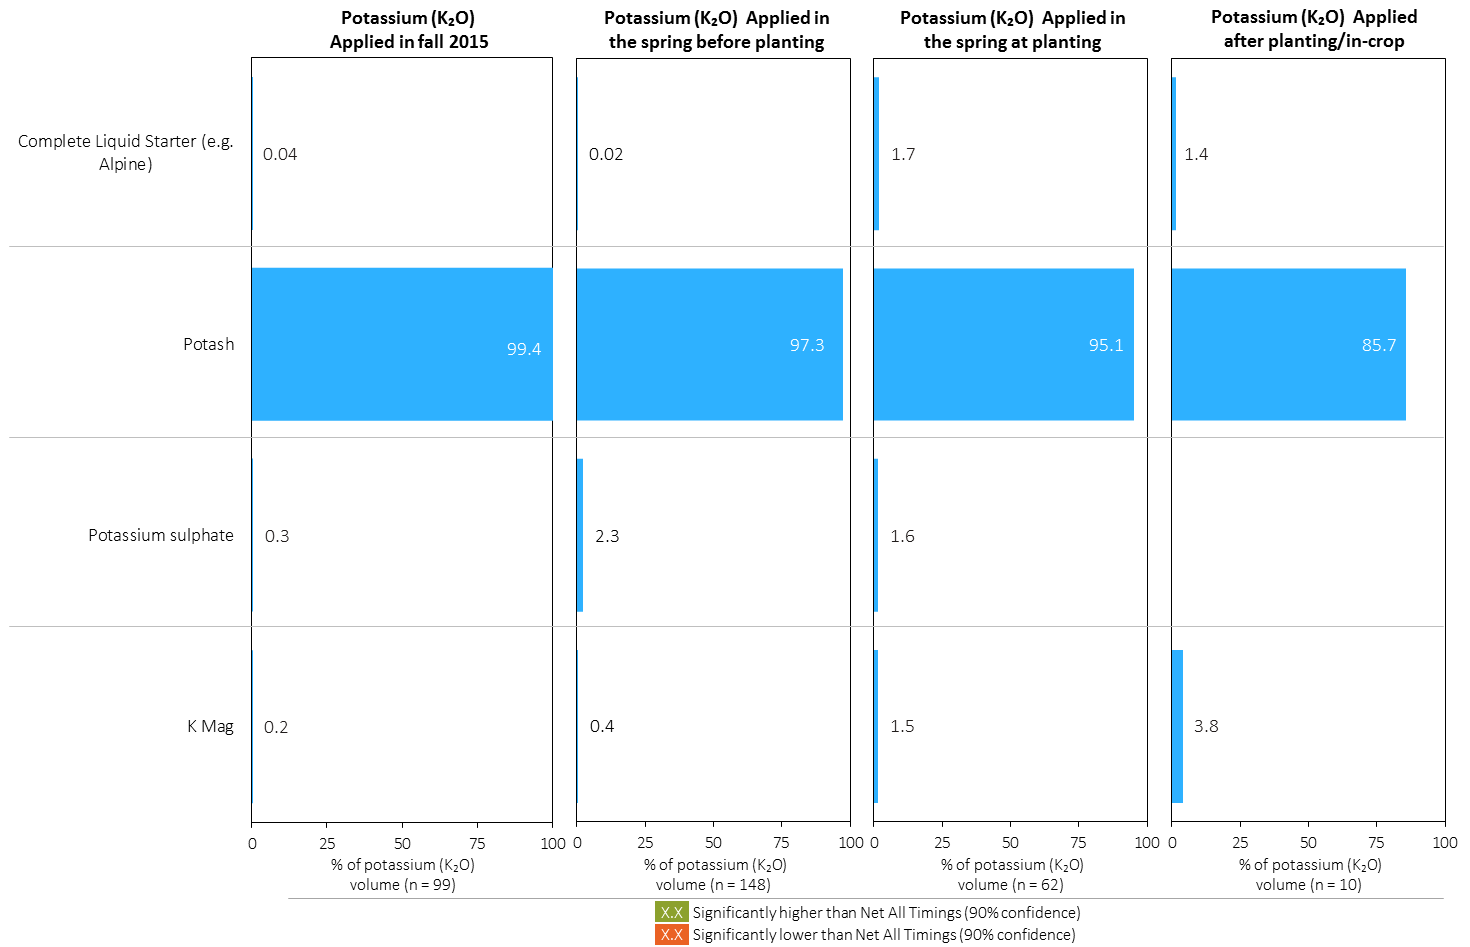 Potassium (K₂O)
Applied in fall 2015
Potassium (K₂O) Applied in
the spring before planting
Potassium (K₂O) Applied in
the spring at planting
Potassium (K₂O) Applied
after planting/in-crop
Complete Liquid Starter (e.g.
Alpine)
0.04
0.02
1.7
1.4
Potash
99.4
97.3
95.1
85.7
Potassium sulphate
0.3
2.3
1.6
K Mag
0.2
0.4
1.5
3.8
0 25 50 75 100
0 25 50 75 100
0 25 50 75 100
0 25 50 75 100
% of potassium (K₂O)
volume (n = 99)
% of potassium (K₂O)
volume (n = 148)
% of potassium (K₂O)
volume (n = 62)
% of potassium (K₂O)
volume (n = 10)
X.X Significantly higher than Net All Timings (90% confidence)
X.X Significantly lower than Net All Timings (90% confidence)